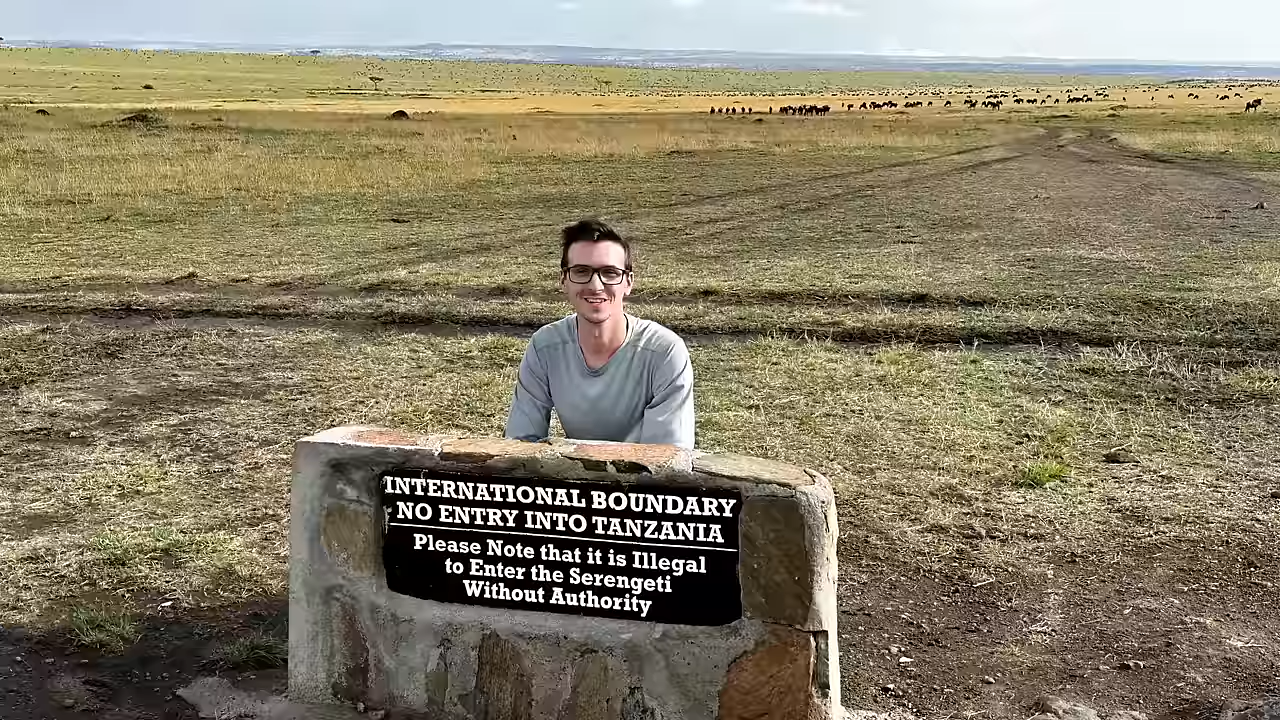 INTERNATIONAL BOUNDARY
NO ENTRY INTO TANZANIA
Please Note that it is Illegal
to Enter the Serengeti
Without Authority